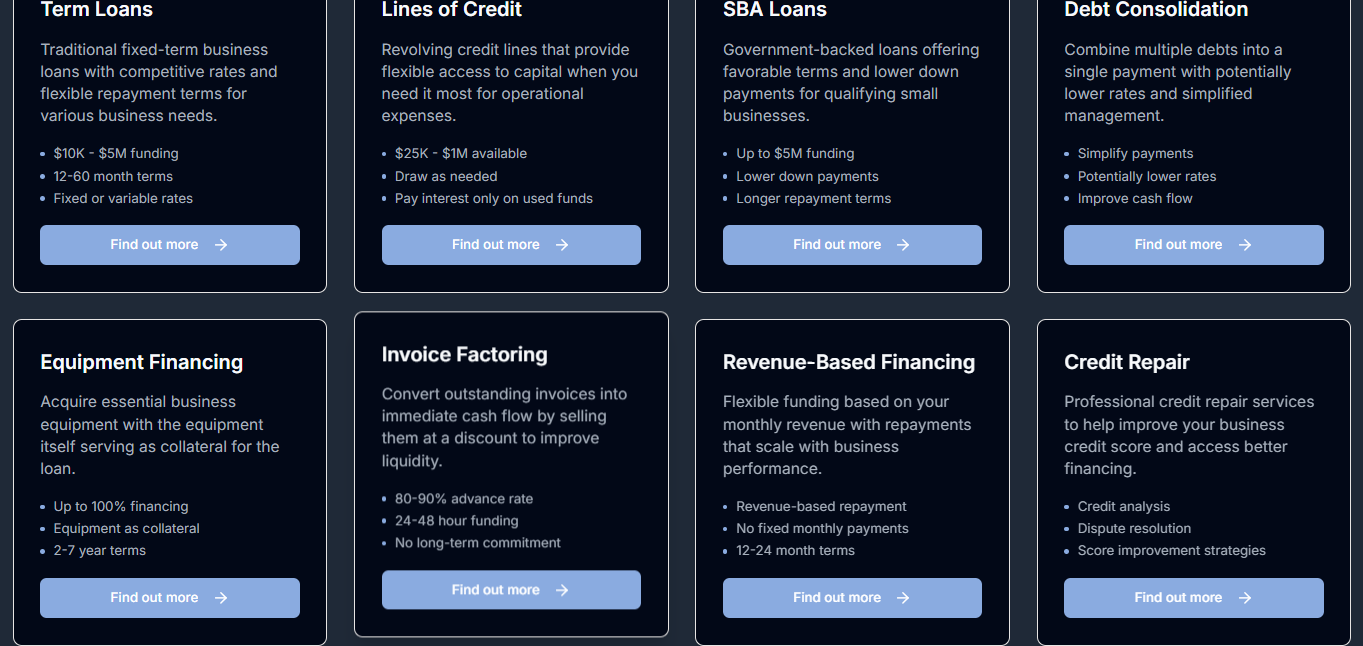 Term Loans
Traditional fixed-term business
loans with competitive rates and
flexible repayment terms for
various business needs.
$10K - $5M funding
12-60 month terms
Fixed or variable rates
Find out more
Lines of Credit
Revolving credit lines that provide
flexible access to capital when you
need it most for operational
expenses.
$25K - $1M available
Draw as needed
Pay interest only on used funds
Find out more
SBA Loans
Government-backed loans offering
favorable terms and lower down
payments for qualifying small
businesses.
Up to $5M funding
Lower down payments
Longer repayment terms
Find out more
Debt Consolidation
Combine multiple debts into a
single payment with potentially
lower rates and simplified
management.
Simplify payments
Potentially lower rates
Improve cash flow
Find out more
Equipment Financing
Acquire essential business
equipment with the equipment
itself serving as collateral for the
loan.
Up to 100% financing
Equipment as collateral
2-7 year terms
Find out more
Invoice Factoring
Convert outstanding invoices into
immediate cash flow by selling
them at a discount to improve
liquidity.
80-90% advance rate
24-48 hour funding
No long-term commitment
Find out more
Revenue-Based Financing
Flexible funding based on your
monthly revenue with repayments
that scale with business
performance.
Revenue-based repayment
No fixed monthly payments
12-24 month terms
Find out more
Credit Repair
Professional credit repair services
to help improve your business
credit score and access better
financing.
Credit analysis
Dispute resolution
Score improvement strategies
Find out more